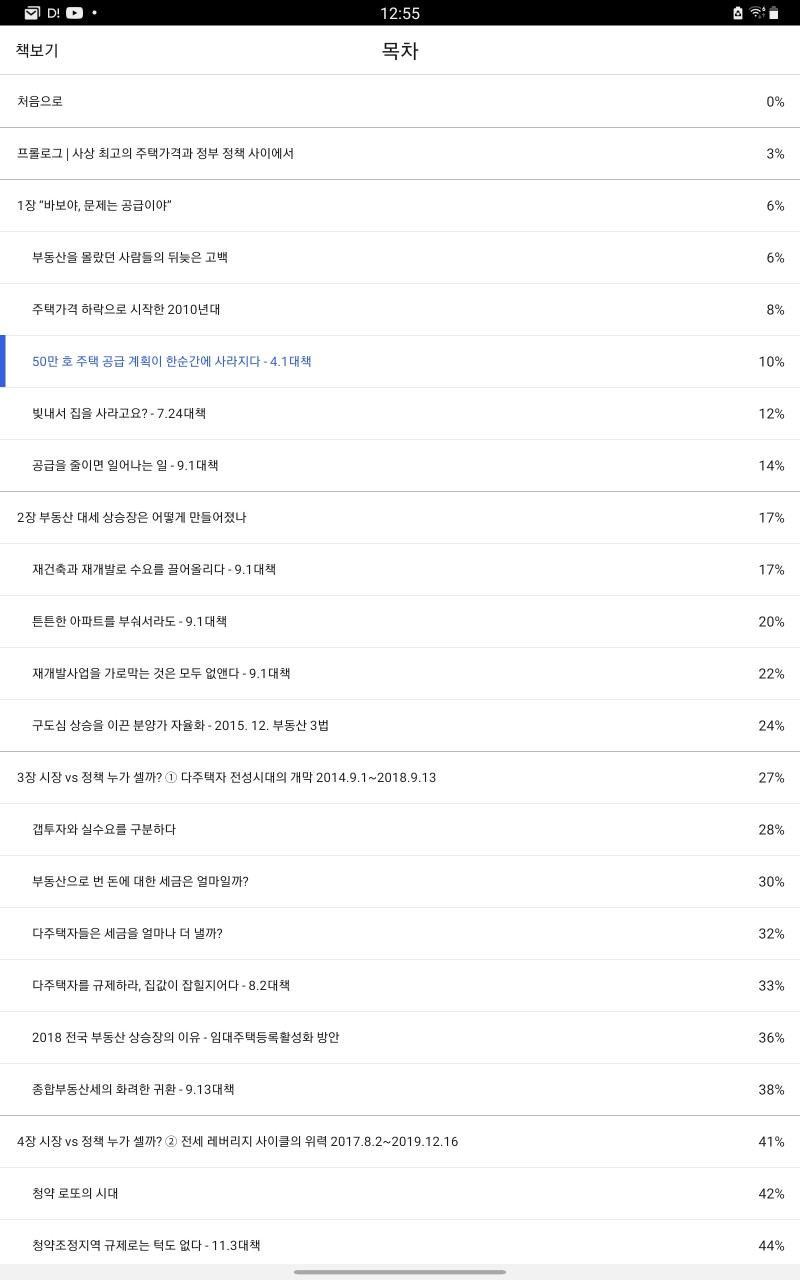 D! 12:55
책보기 목차
처음으로 0%
프롤로그 | 사상 최고의 주택가격과 정부 정책 사이에서 3%
1장 “바보야, 문제는 공급이야” 6%
부동산을 몰랐던 사람들의 뒤늦은 고백 6%
주택가격 하락으로 시작한 2010년대 8%
50만 호 주택 공급 계획이 한순간에 사라지다 - 4.1대책 10%
빚내서 집을 사라고요? - 7.24대책 12%
공급을 줄이면 일어나는 일 - 9.1대책 14%
2장 부동산 대세 상승장은 어떻게 만들어졌나 17%
재건축과 재개발로 수요를 끌어올리다 - 9.1대책 17%
튼튼한 아파트를 부숴서라도 - 9.1대책 20%
재개발사업을 가로막는 것은 모두 없앤다 - 9.1대책 22%
구도심 상승을 이끈 분양가 자율화 - 2015. 12. 부동산 3법 24%
3장 시장 vs 정책 누가 셀까? ① 다주택자 전성시대의 개막 2014.9.1~2018.9.13 27%
갭투자와 실수요를 구분하다 28%
부동산으로 번 돈에 대한 세금은 얼마일까? 30%
다주택자들은 세금을 얼마나 더 낼까? 32%
다주택자를 규제하라, 집값이 잡힐지어다 - 8.2대책 33%
2018 전국 부동산 상승장의 이유 - 임대주택등록활성화 방안 36%
종합부동산세의 화려한 귀환 - 9.13대책 38%
4장 시장 vs 정책 누가 셀까? ② 전세 레버리지 사이클의 위력 2017.8.2~2019.12.16 41%
청약 로또의 시대 42%
청약조정지역 규제로는 턱도 없다 - 11.3대책 44%